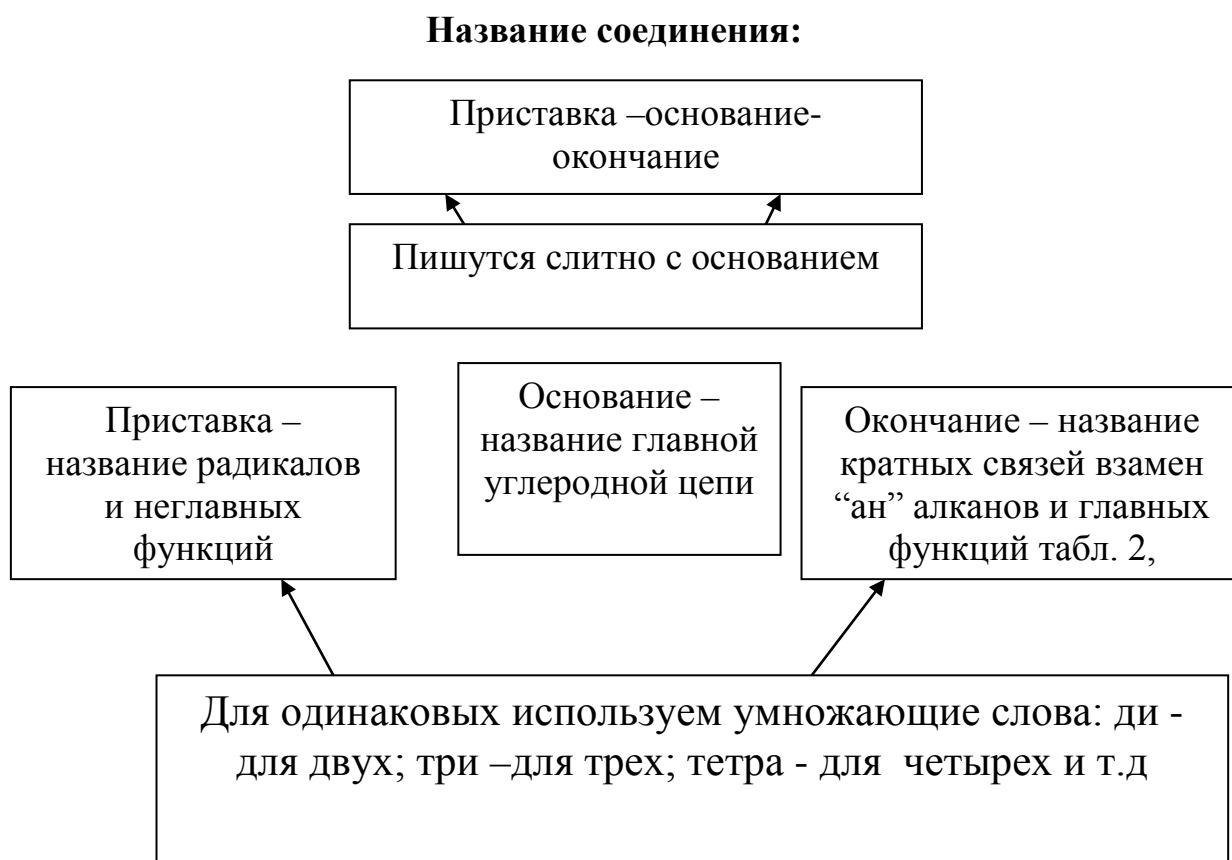 Название соединения:
Приставка –основание-
окончание
Пишутся слитно с основанием
Приставка –
название радикалов
и неглавных
функций
Основание –
название главной
углеродной цепи
Окончание – название
кратных связей взамен
“ан” алканов и главных
функций табл. 2,
Для одинаковых используем умножающие слова: ди -
для двух; три –для трех; тетра - для  четырех и т.д